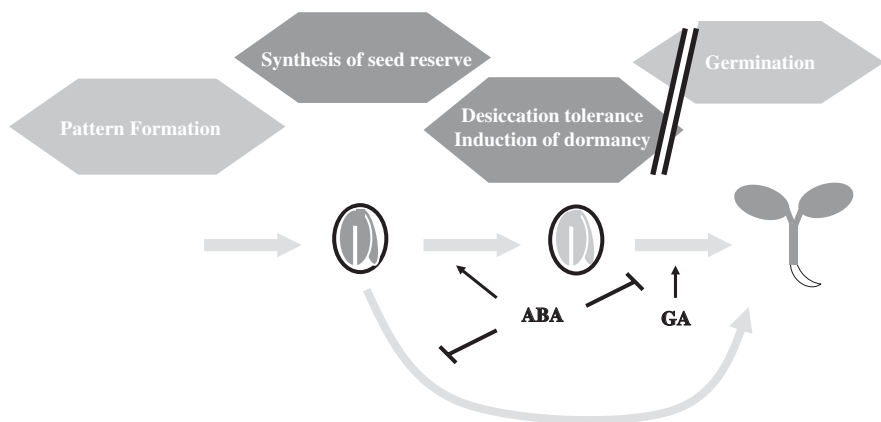 Synthesis of seed reserve
Germination
Pattern Formation
Desiccation tolerance
Induction of dormancy
ABA
GA